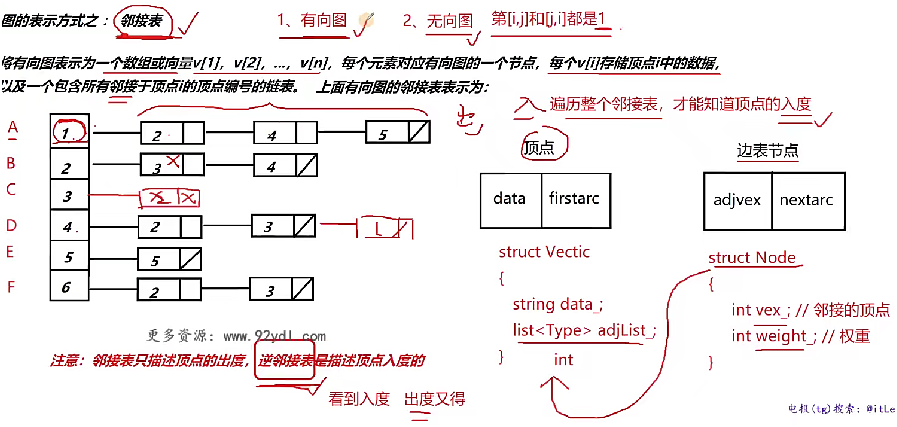 图的表示方式之：邻接表
1、有向图
2、无向图
第[i,j]和[j,i]都是1
将有向图表示为一个数组或向量v[1]，v[2]，…，v[n]，每个元素对应有向图的一个节点，每个v[i]存储顶点i中的数据，
以及一个包含所有邻接于顶点i的顶点编号的链表。 上面有向图的邻接表表示为：
出
入
遍历整个邻接表，才能知道顶点的入度
A 1 2 4 5
B 2 3 4
C 3
D 4 2 3 1
E 5 5
F 6 2 3
顶点
边表节点
data firstarc
adjvex nextarc
struct Vectic
{
string data_;
list<Type> adjList_;
}
int
struct Node
{
int vex_; // 邻接的顶点
int weight_; // 权重
}
更多资源：www.92ydl.com
注意：邻接表只描述顶点的出度，逆邻接表是描述顶点入度的
看到入度 出度又得
电报(tg)搜索：@itLe